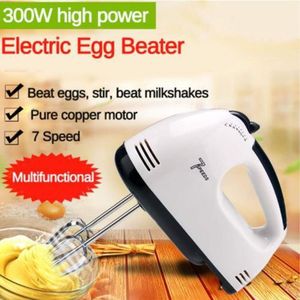 300W high power
Electric Egg Beater
Beat eggs, stir, beat milkshakes
Pure copper motor
7 Speed
Multifunctional